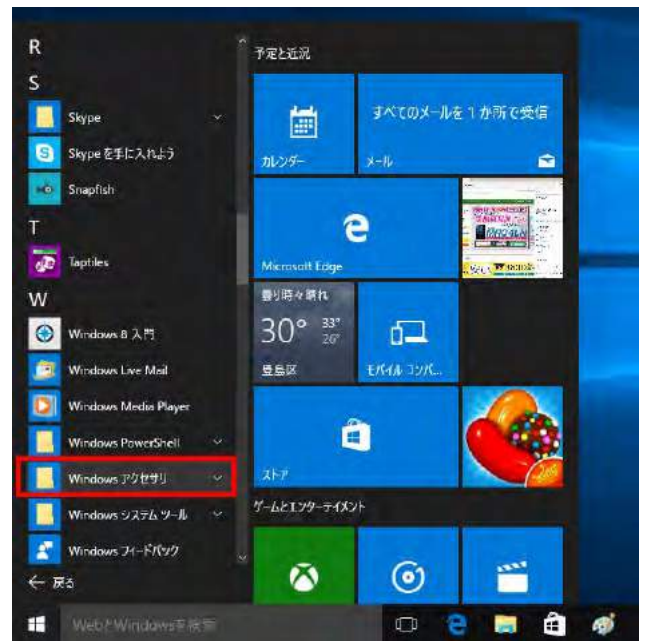 R
S
Skype
Skype を手に入れよう
Snapfish
T
Taptiles
W
Windows 8 入門
Windows Live Mail
Windows Media Player
Windows PowerShell
Windows アクセサリ
Windows システム ツール
Windows フィードバック
戻る
WebとWindowsを検索
予定と近況
カレンダー
すべてのメールを 1 か所で受信
メール
Microsoft Edge
曇り時々晴れ
30° 33°
26°
豊島区
モバイル コンパ...
ストア
ゲームとエンターテイメント